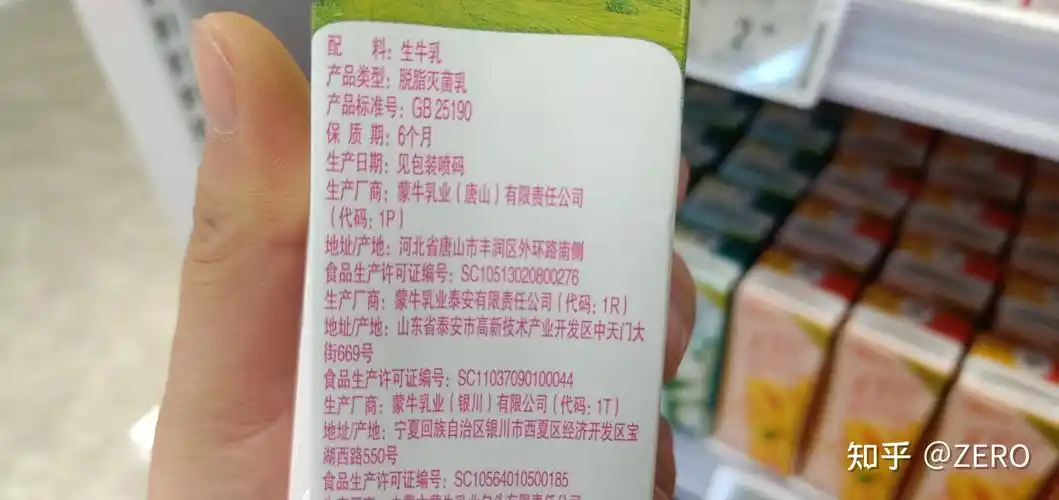 配 料：生牛乳
产品类型：脱脂灭菌乳
产品标准号：GB 25190
保 质 期：6个月
生产日期：见包装喷码
生产厂商：蒙牛乳业（唐山）有限责任公司
（代码：1P）
地址/产地：河北省唐山市丰润区外环路南侧
食品生产许可证编号：SC10513020800276
生产厂商：蒙牛乳业泰安有限责任公司（代码：1R）
地址/产地：山东省泰安市高新技术产业开发区中天门大
街669号
食品生产许可证编号：SC11037090100044
生产厂商：蒙牛乳业（银川）有限公司（代码：1T）
地址/产地：宁夏回族自治区银川市西夏区经济开发区宝
湖西路550号
食品生产许可证编号：SC10564010500185
2
知乎 @ZERO